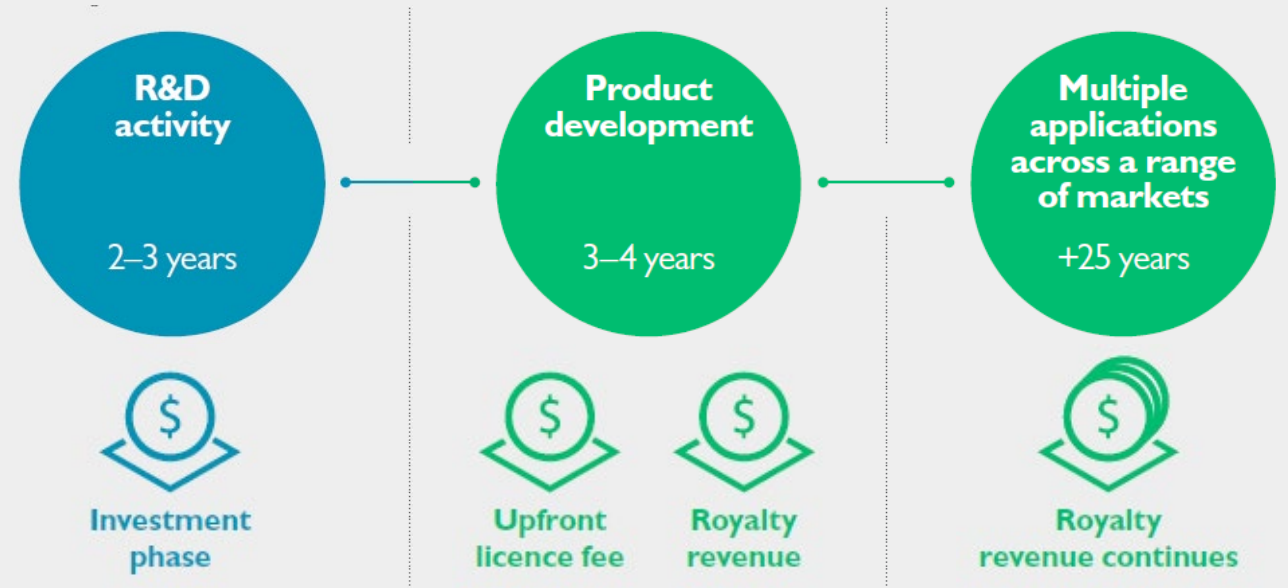 R&D
activity
2–3 years
Product
development
3–4 years
Multiple
applications
across a range
of markets
+25 years
$
Investment
phase
$
Upfront
licence fee
$
Royalty
revenue
$
Royalty
revenue continues